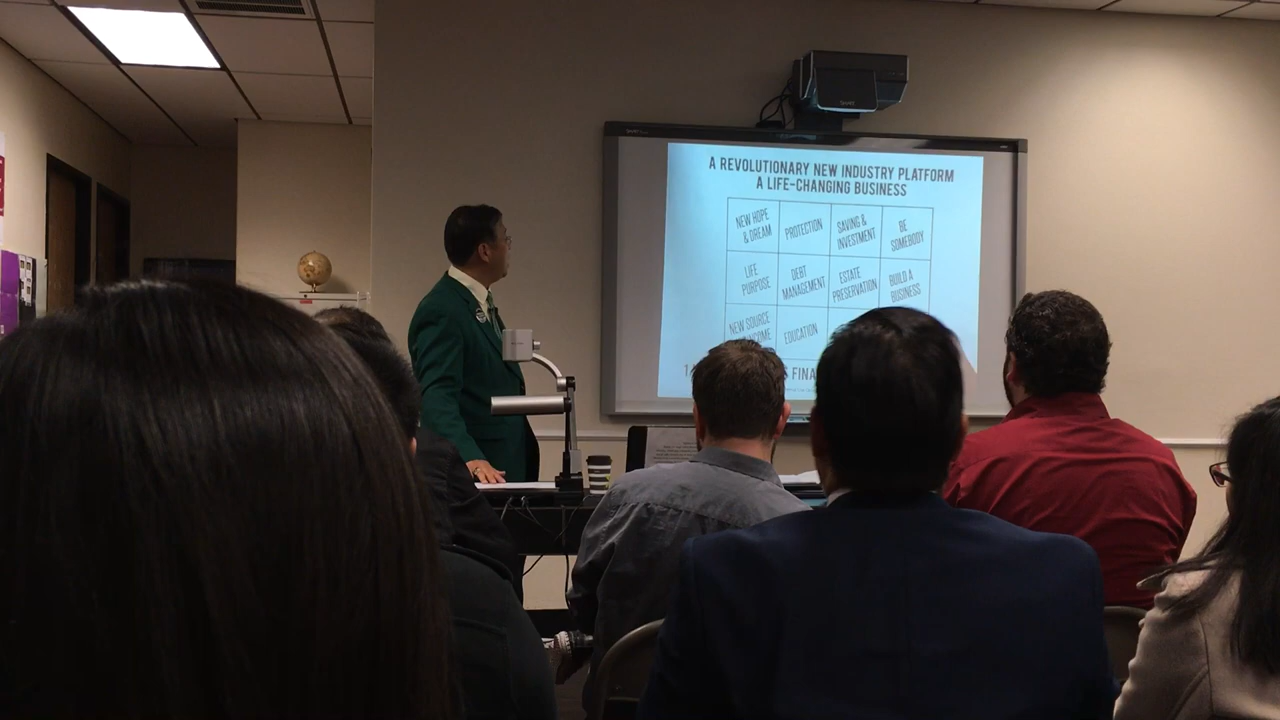 A REVOLUTIONARY NEW INDUSTRY PLATFORM
A LIFE-CHANGING BUSINESS
NEW HOPE
& DREAM
PROTECTION
SAVING &
INVESTMENT
BE
SOMEBODY
LIFE
PURPOSE
DEBT
MANAGEMENT
ESTATE
PRESERVATION
BUILD A
BUSINESS
NEW SOURCE
EDUCATION